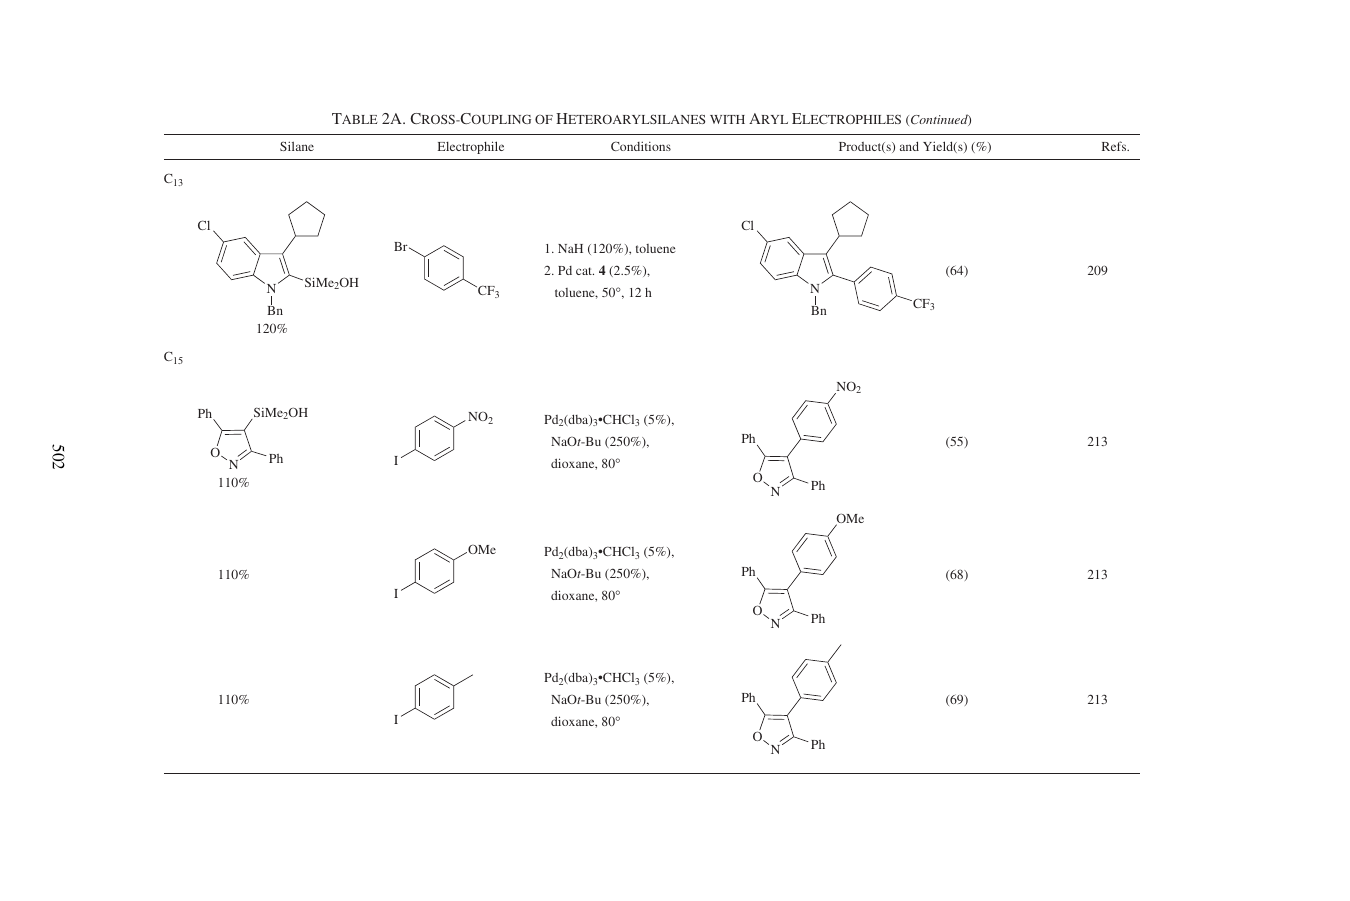 TABLE 2A. CROSS-COUPLING OF HETEROARYLSILANES WITH ARYL ELECTROPHILES (Continued)
Silane Electrophile Conditions Product(s) and Yield(s) (%) Refs.
C13
Cl
SiMe2OH
N
Bn
120%
Br
CF3
1. NaH (120%), toluene
2. Pd cat. 4 (2.5%),
toluene, 50°, 12 h
Cl
N
Bn
CF3
(64)
209
C15
Ph
SiMe2OH
O
N
Ph
110%
NO2
I
Pd2(dba)3•CHCl3 (5%),
NaOt-Bu (250%),
dioxane, 80°
NO2
Ph
O
N
Ph
(55)
213
110%
OMe
I
Pd2(dba)3•CHCl3 (5%),
NaOt-Bu (250%),
dioxane, 80°
OMe
Ph
O
N
Ph
(68)
213
110%
I
Pd2(dba)3•CHCl3 (5%),
NaOt-Bu (250%),
dioxane, 80°
Ph
O
N
Ph
(69)
213
502